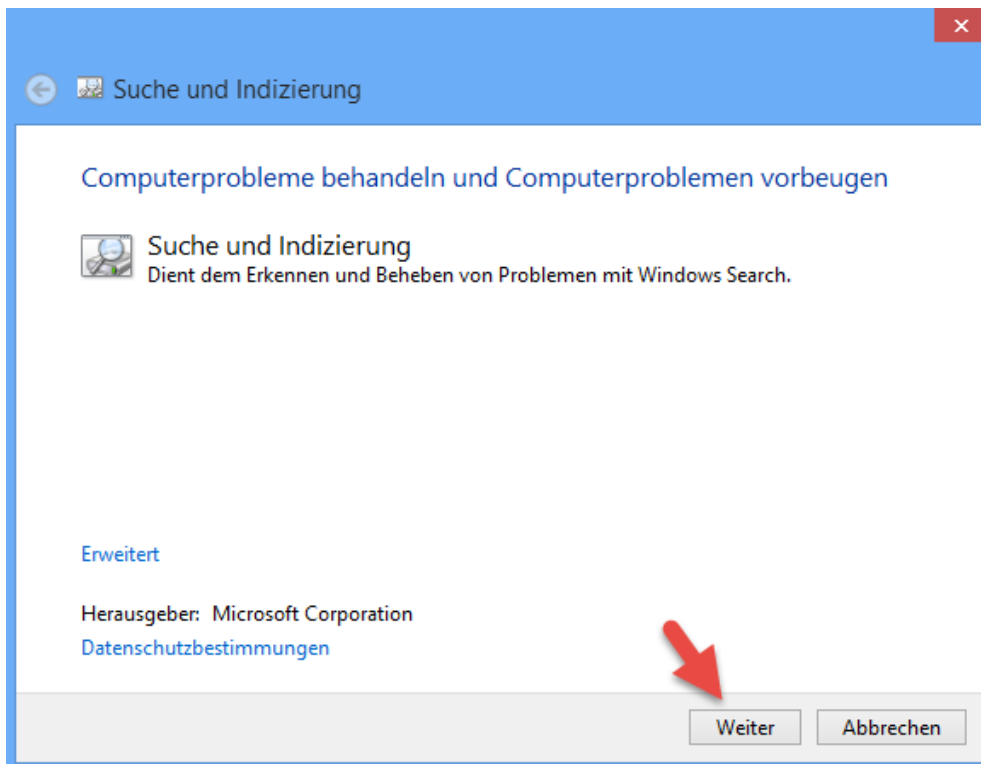 Suche und Indizierung
Computerprobleme behandeln und Computerproblemen vorbeugen
Suche und Indizierung
Dient dem Erkennen und Beheben von Problemen mit Windows Search.
Erweitert
Herausgeber: Microsoft Corporation
Datenschutzbestimmungen
Weiter Abbrechen